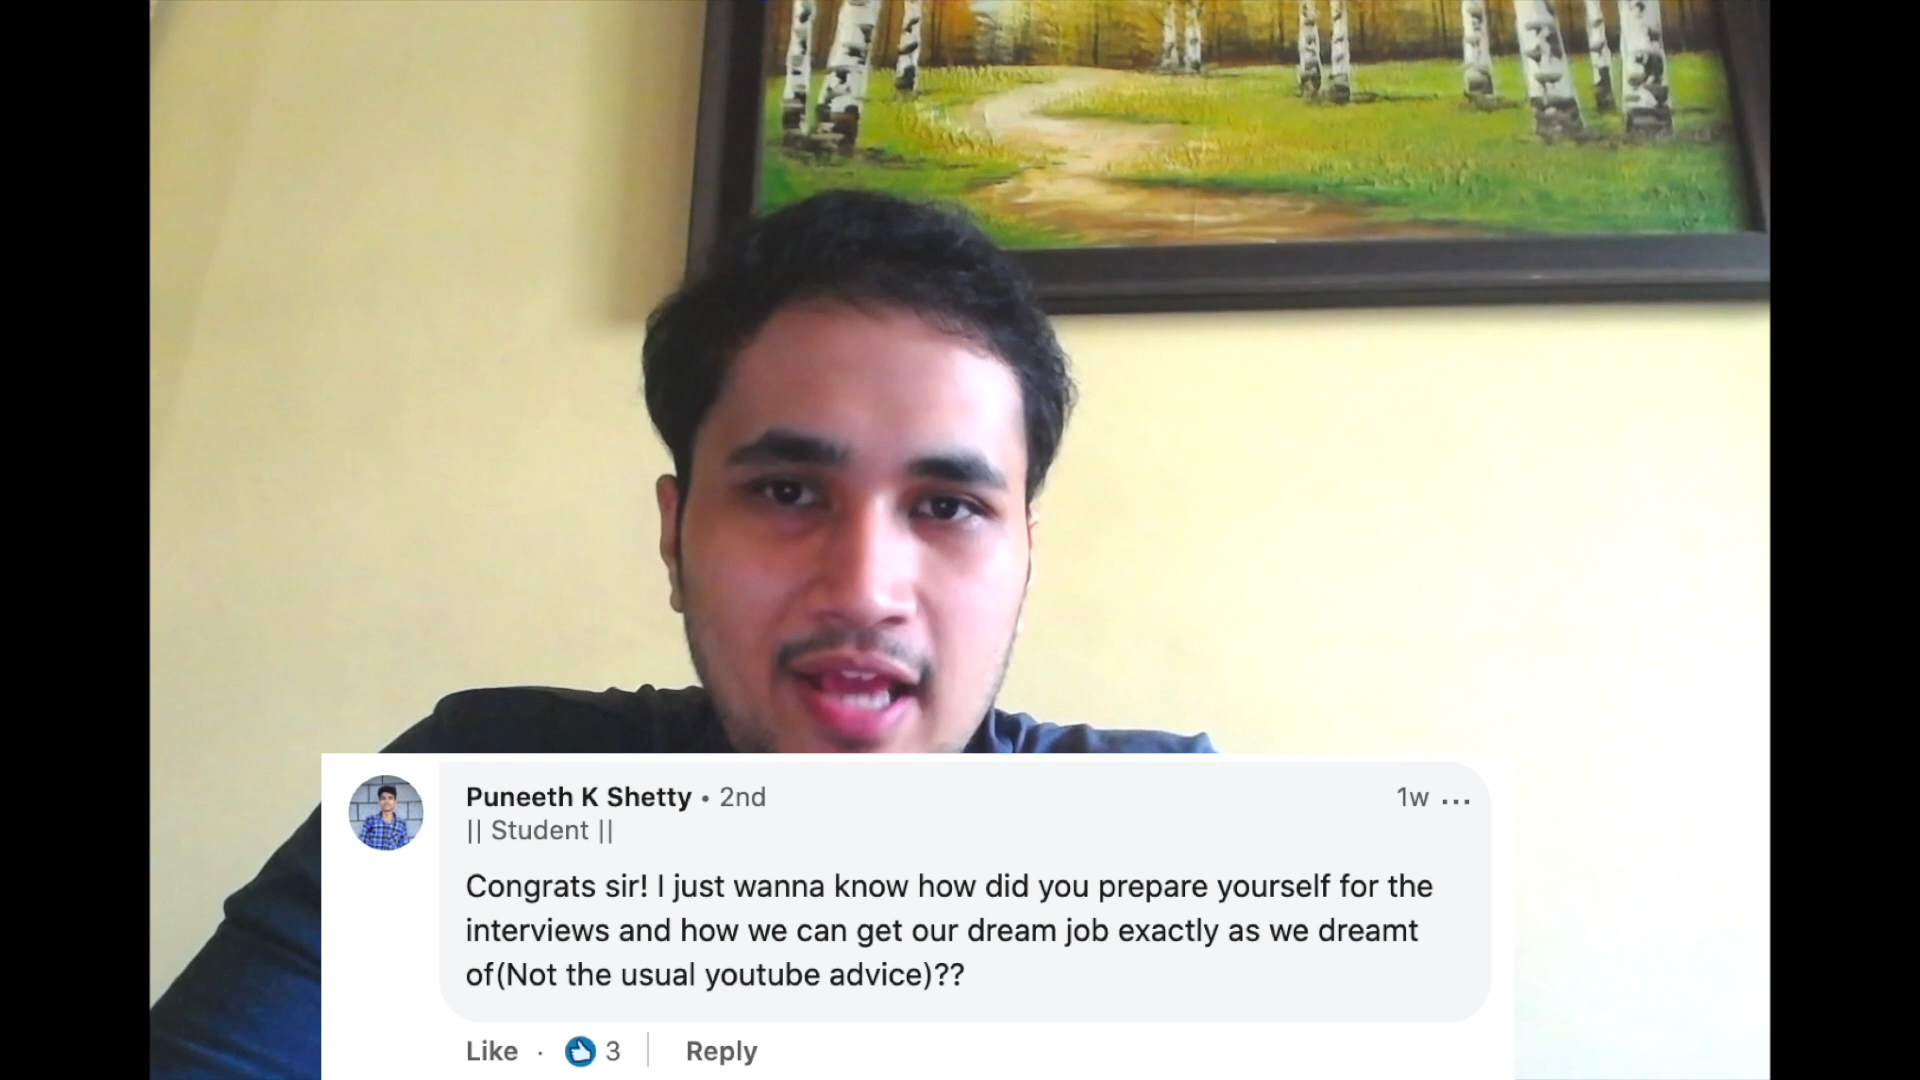 Puneeth K Shetty • 2nd
1w ...
|| Student ||
Congrats sir! I just wanna know how did you prepare yourself for the
interviews and how we can get our dream job exactly as we dreamt
of(Not the usual youtube advice)??
Like · 3 | Reply